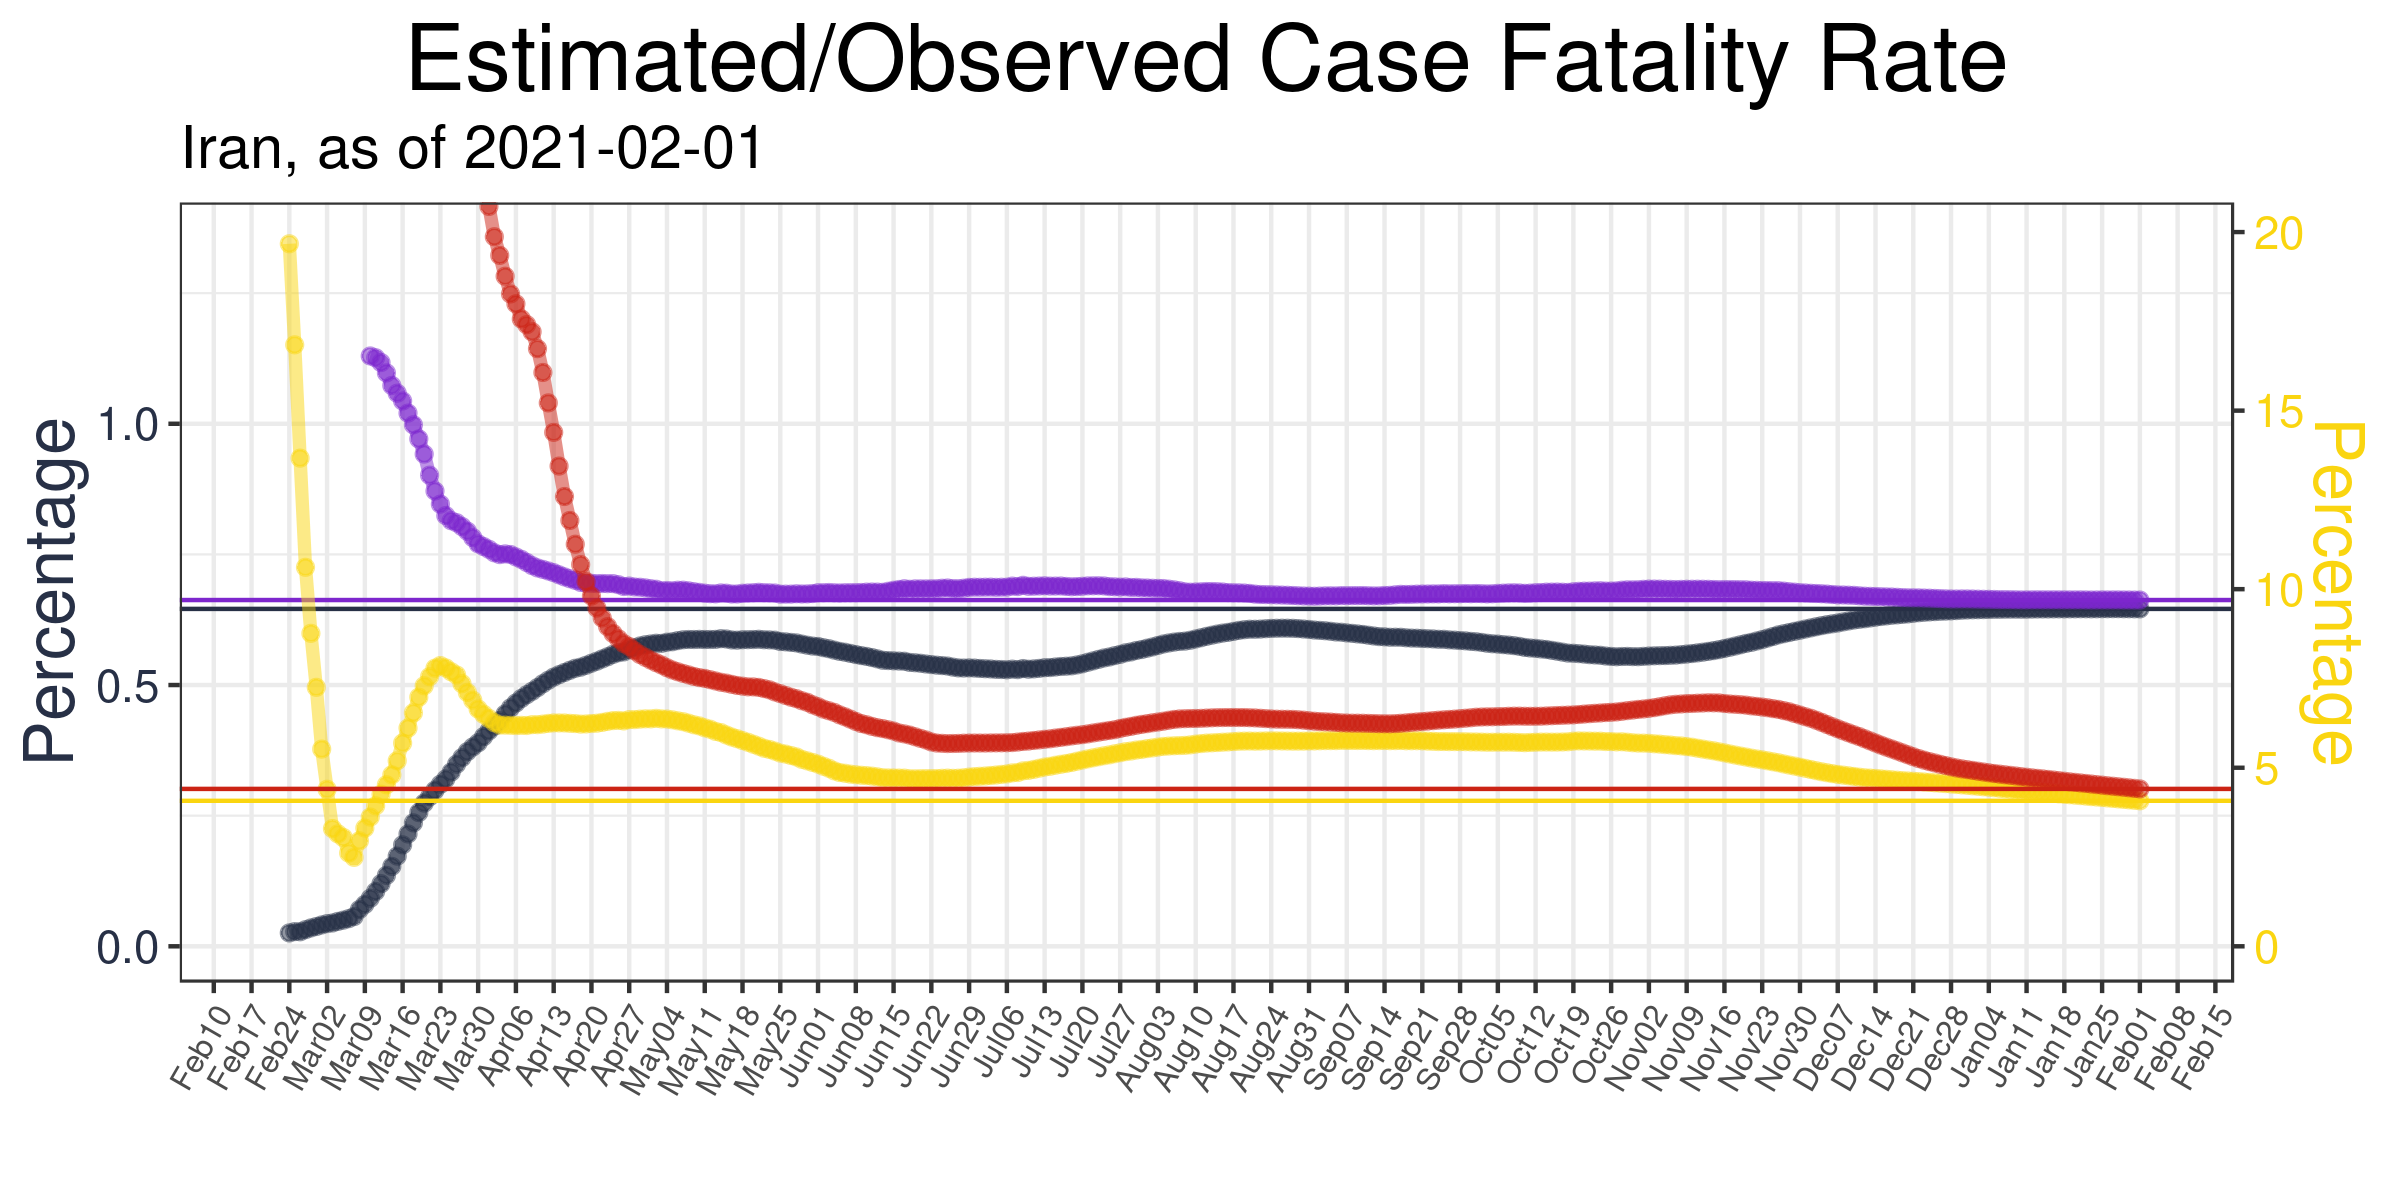 Estimated/Observed Case Fatality Rate
Iran, as of 2021-02-01
Percentage
1.0
0.5
0.0
20
15
10
5
0
Percentage
Feb10
Feb17
Feb24
Mar02
Mar09
Mar16
Mar23
Mar30
Apr06
Apr13
Apr20
Apr27
May04
May11
May18
May25
Jun01
Jun08
Jun15
Jun22
Jun29
Jul06
Jul13
Jul20
Jul27
Aug03
Aug10
Aug17
Aug24
Aug31
Sep07
Sep14
Sep21
Sep28
Oct05
Oct12
Oct19
Oct26
Nov02
Nov09
Nov16
Nov23
Nov30
Dec07
Dec14
Dec21
Dec28
Jan04
Jan11
Jan18
Jan25
Feb01
Feb08
Feb15